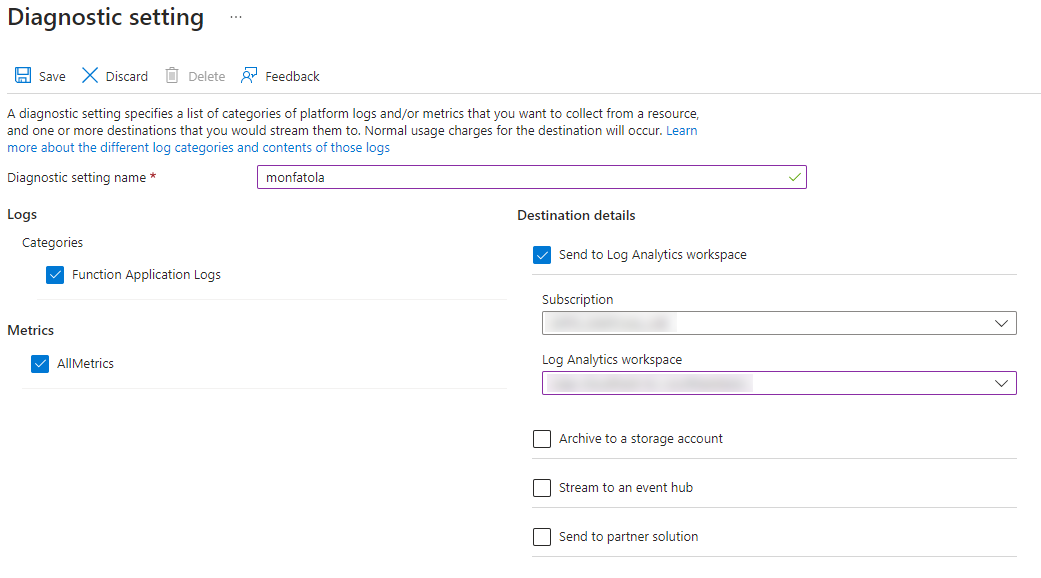 Diagnostic setting ...
Save Discard Delete Feedback
A diagnostic setting specifies a list of categories of platform logs and/or metrics that you want to collect from a resource,
and one or more destinations that you would stream them to. Normal usage charges for the destination will occur. Learn
more about the different log categories and contents of those logs
Diagnostic setting name * monfatola
Logs
Categories
Function Application Logs
Metrics
AllMetrics
Destination details
Send to Log Analytics workspace
Subscription
Log Analytics workspace
Archive to a storage account
Stream to an event hub
Send to partner solution